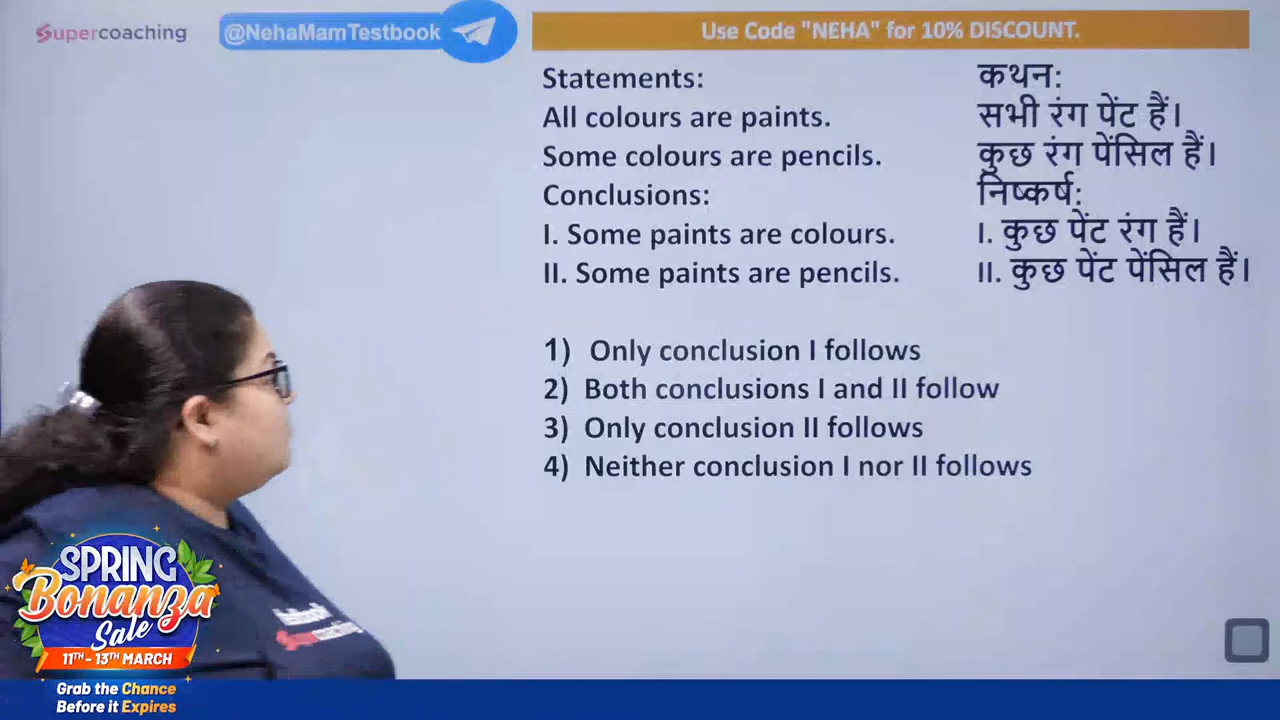 Supercoaching
@NehaMamTestbook
Use Code "NEHA" for 10% DISCOUNT.
Statements:
All colours are paints.
Some colours are pencils.
Conclusions:
I. Some paints are colours.
II. Some paints are pencils.
कथन:
सभी रंग पेंट हैं।
कुछ रंग पेंसिल हैं।
निष्कर्ष:
I. कुछ पेंट रंग हैं।
II. कुछ पेंट पेंसिल हैं।
1) Only conclusion I follows
2) Both conclusions I and II follow
3) Only conclusion II follows
4) Neither conclusion I nor II follows
SPRING
Bonanza
Sale
11TH - 13TH MARCH
Grab the Chance
Before it Expires